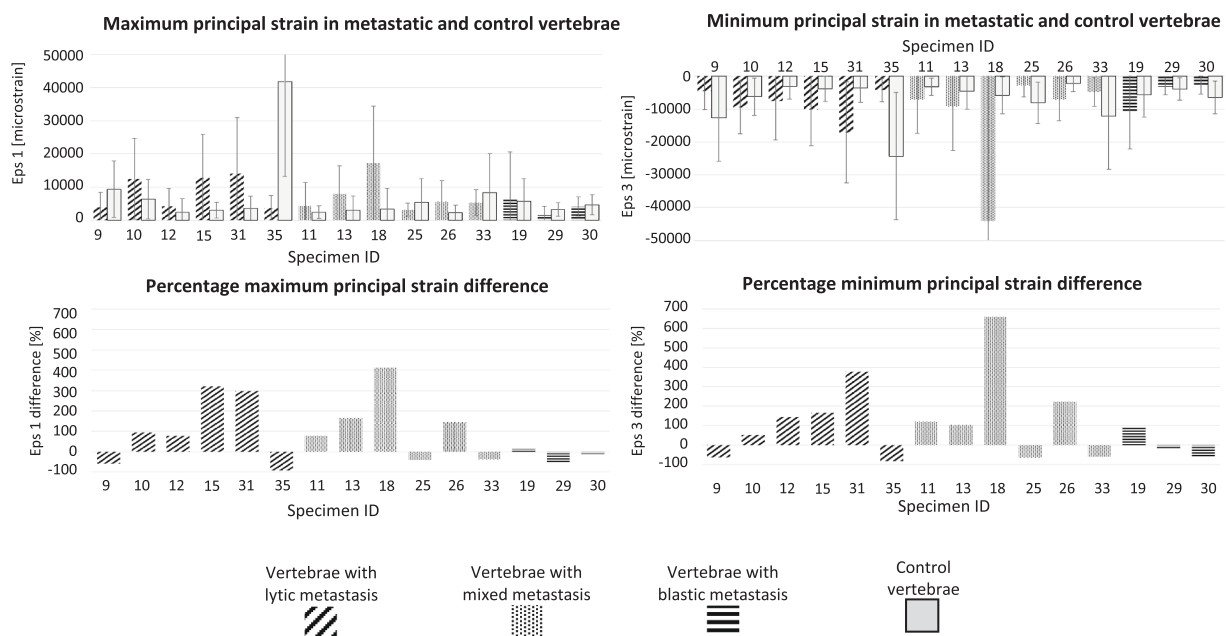 Maximum principal strain in metastatic and control vertebrae
Eps 1 [microstrain]
50000
40000
30000
20000
10000
0
9 10 12 15 31 35 11 13 18 25 26 33 19 29 30
Specimen ID
Minimum principal strain in metastatic and control vertebrae
Specimen ID
9 10 12 15 31 35 11 13 18 25 26 33 19 29 30
Eps 3 [microstrain]
0
-10000
-20000
-30000
-40000
-50000
Percentage maximum principal strain difference
Eps 1 difference [%]
700
600
500
400
300
200
100
0
-100
9 10 12 15 31 35 11 13 18 25 26 33 19 29 30
Specimen ID
Percentage minimum principal strain difference
Eps 3 difference [%]
700
600
500
400
300
200
100
0
-100
9 10 12 15 31 35 11 13 18 25 26 33 19 29 30
Specimen ID
Vertebrae with
lytic metastasis
Vertebrae with
mixed metastasis
Vertebrae with
blastic metastasis
Control
vertebrae